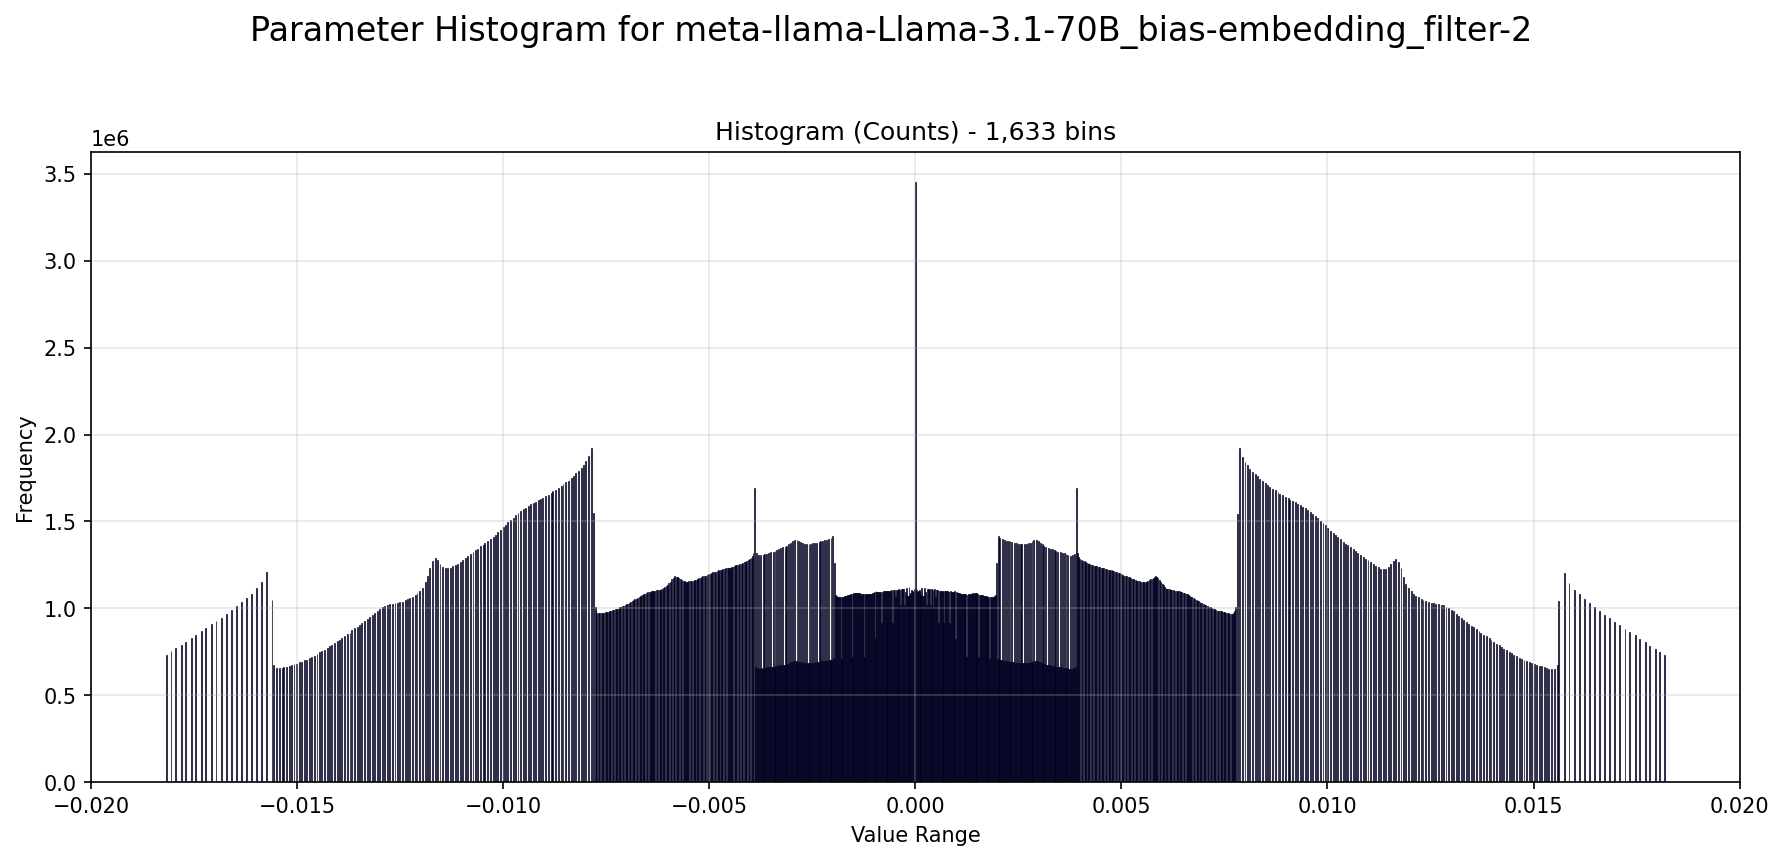 Parameter Histogram for meta-llama-Llama-3.1-70B_bias-embedding_filter-2
Histogram (Counts) - 1,633 bins
1e6
3.5
3.0
2.5
2.0
1.5
1.0
0.5
0.0
Frequency
−0.020 −0.015 −0.010 −0.005 0.000 0.005 0.010 0.015 0.020
Value Range